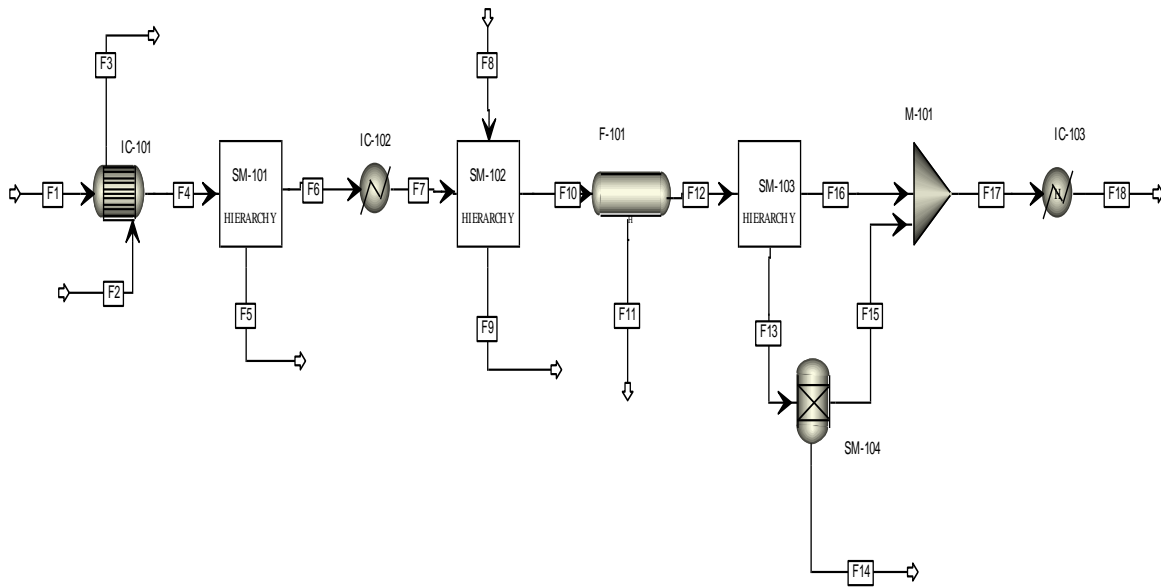 F3
F8
IC-101
IC-102
F-101
M-101
IC-103
F1
F4
SM-101
HIERARCHY
F6
F7
SM-102
HIERARCHY
F10
H
F12
SM-103
HIERARCHY
F16
F17
H
F18
F2
F5
F9
F11
F13
F15
SM-104
F14